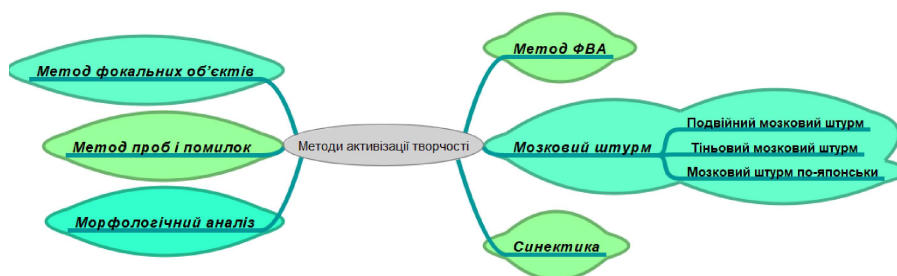 Метод фокальних об’єктів
Метод проб і помилок
Морфологічний аналіз
Методи активізації творчості
Метод ФВА
Мозковий штурм
Подвійний мозковий штурм
Тіньовий мозковий штурм
Мозковий штурм по-японськи
Синектика